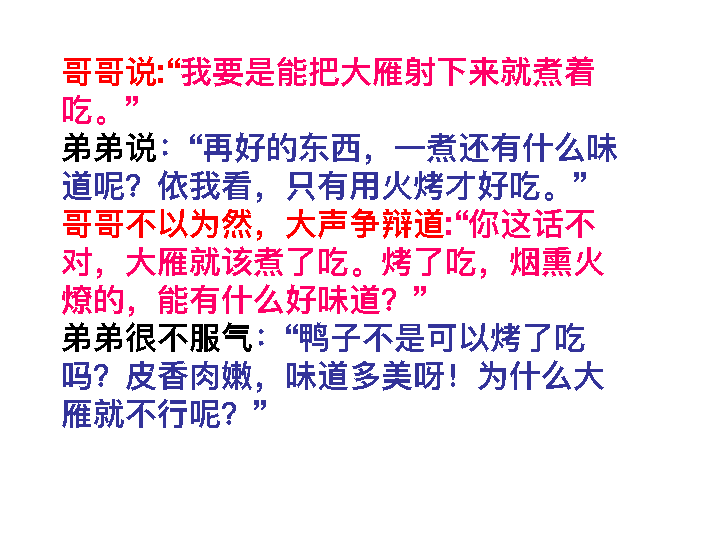 哥哥说:“我要是能把大雁射下来就煮着
吃。”
弟弟说：“再好的东西，一煮还有什么味
道呢？依我看，只有用火烤才好吃。”
哥哥不以为然，大声争辩道:“你这话不
对，大雁就该煮了吃。烤了吃，烟熏火
燎的，能有什么好味道？”
弟弟很不服气：“鸭子不是可以烤了吃
吗？皮香肉嫩，味道多美呀！为什么大
雁就不行呢？”